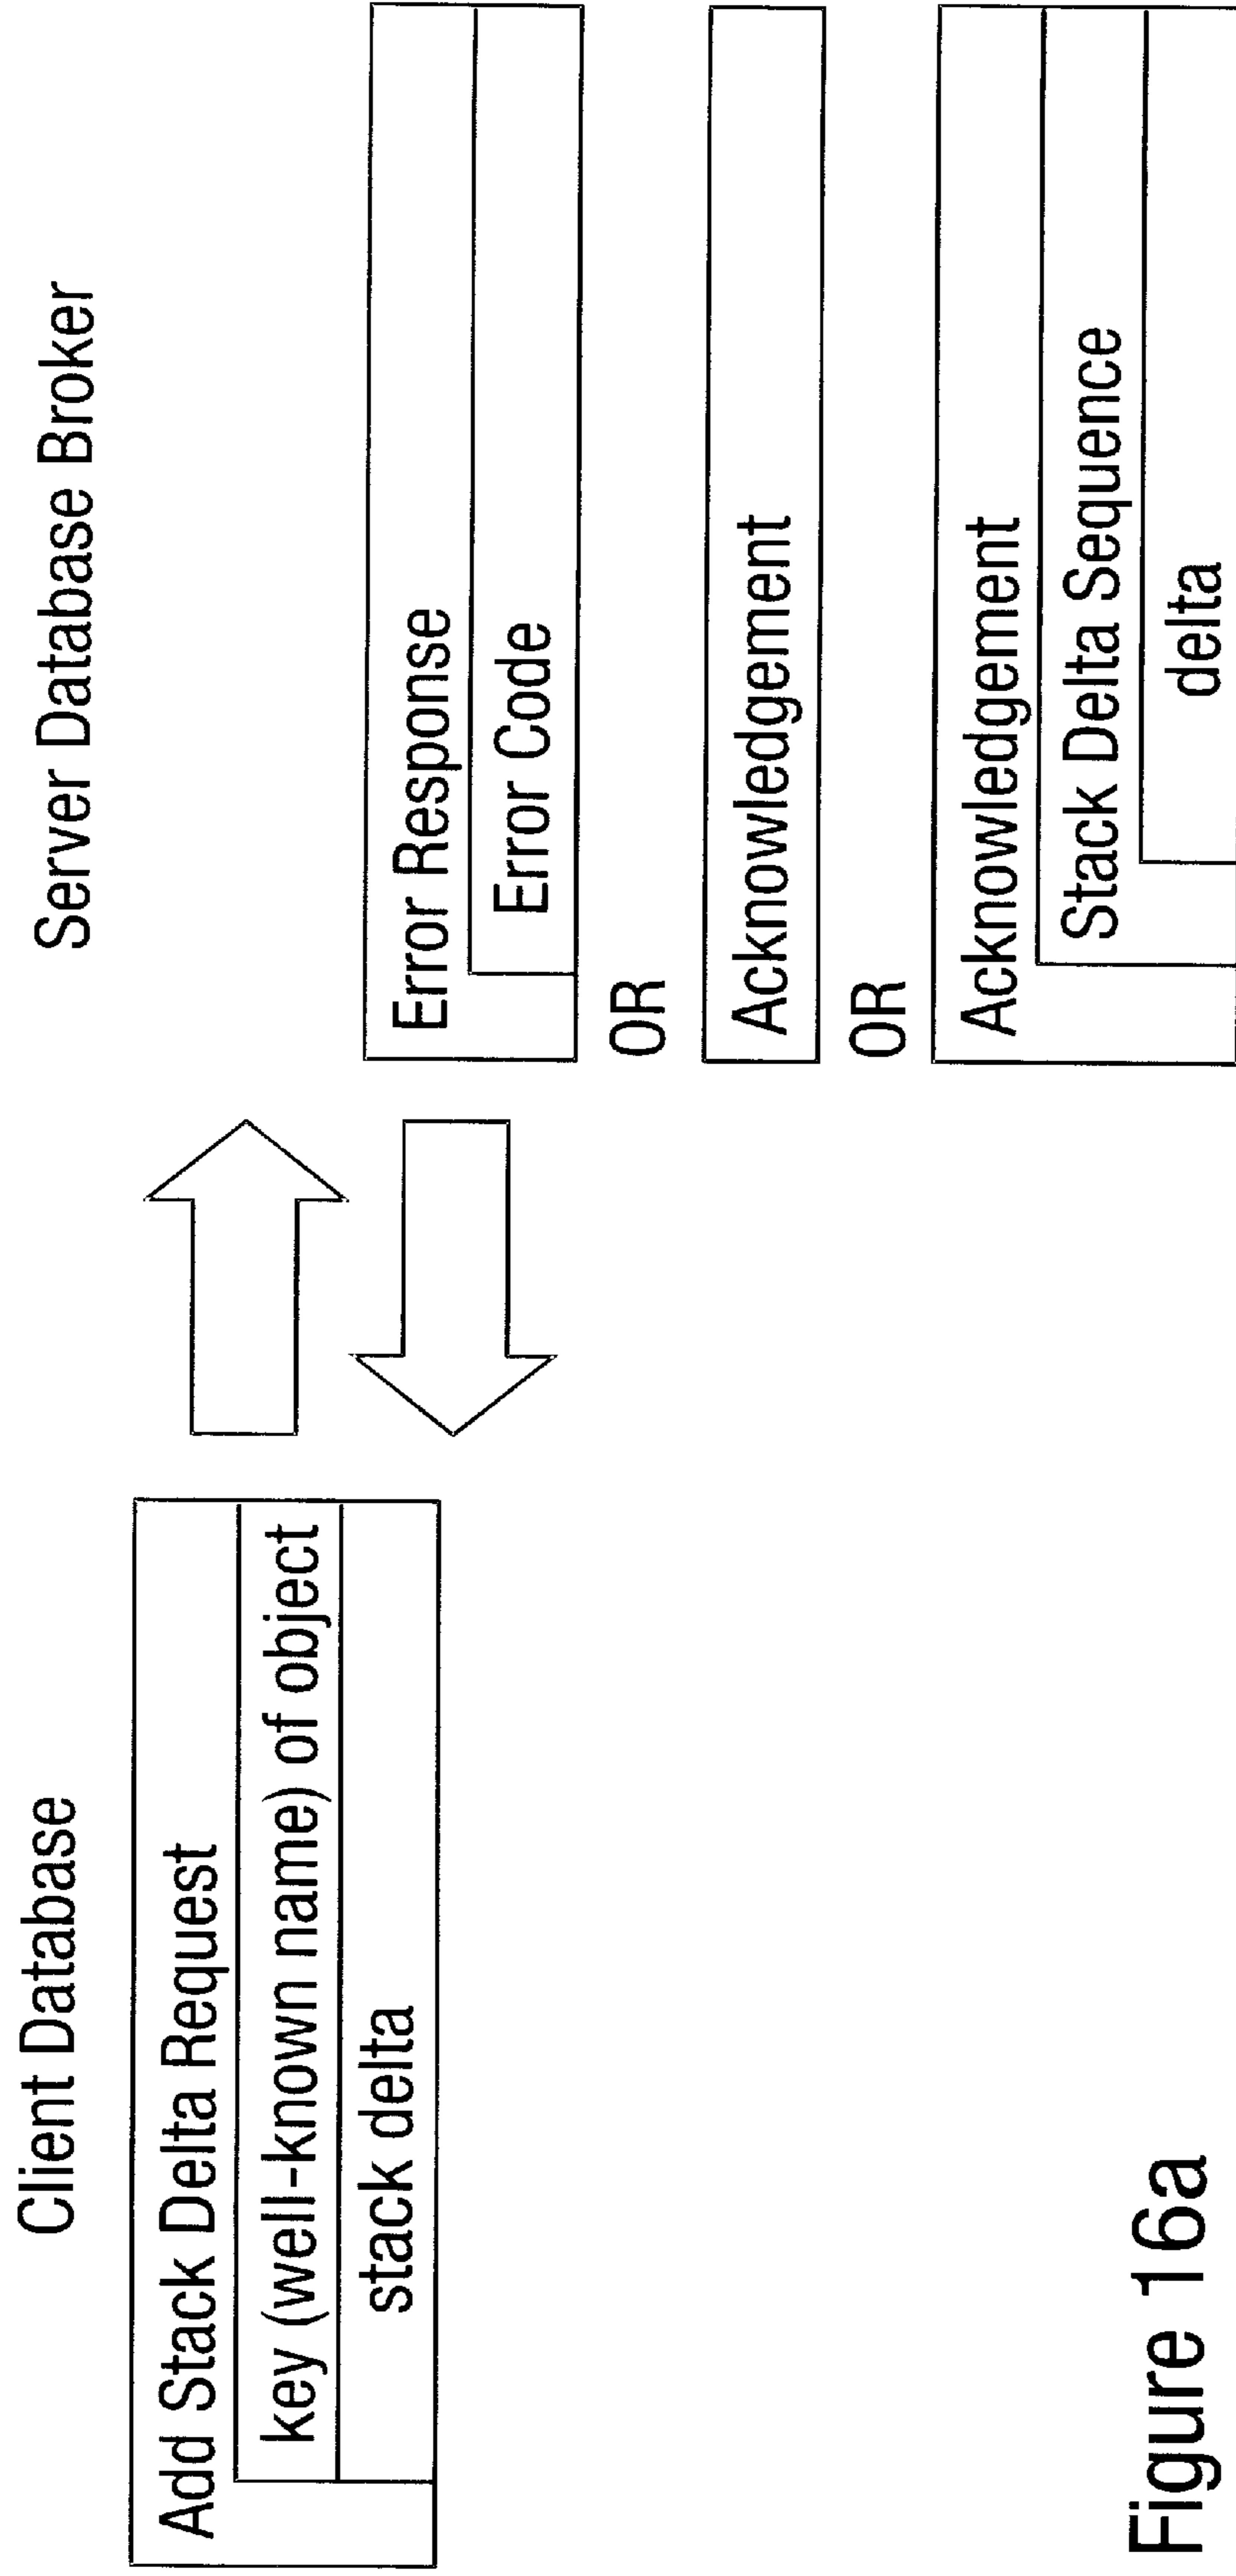 Client Database
Add Stack Delta Request
key (well-known name) of object
stack delta
Server Database Broker
Error Response
Error Code
OR
Acknowledgement
OR
Acknowledgement
Stack Delta Sequence
delta
Figure 16a